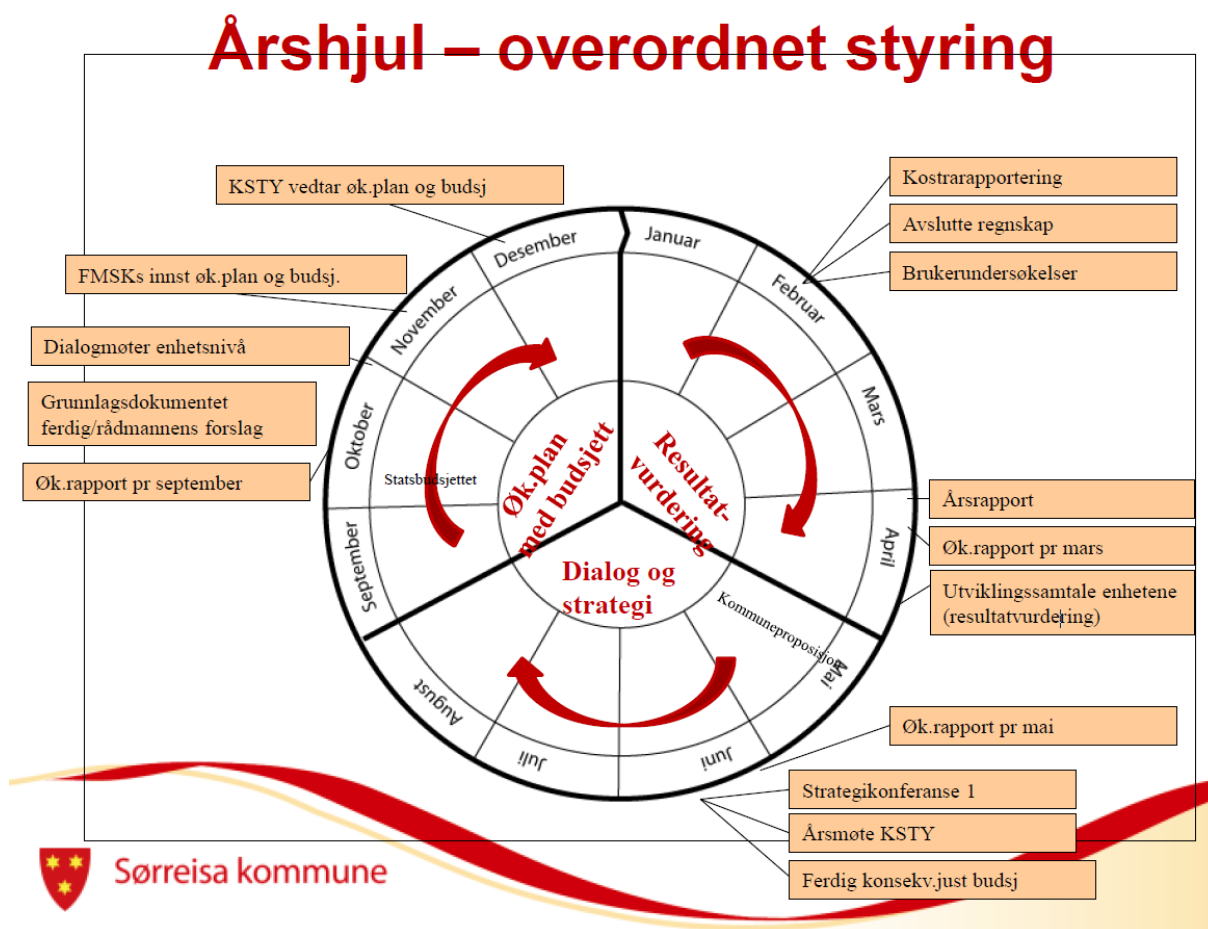 Årshjul – overordnet styring
KSTY vedtar øk.plan og budsj
FMSKs innst øk.plan og budsj.
Dialogmøter enhetsnivå
Grunnlagsdokumentet
ferdig/rådmannens forslag
Øk.rapport pr september
Kostrarapportering
Avslutte regnskap
Brukerundersøkelser
Årsrapport
Øk.rapport pr mars
Utviklingssamtale enhetene
(resultatvurdering)
Øk.rapport pr mai
Strategikonferanse 1
Årsmøte KSTY
Ferdig konsekv.just budsj
Januar
Februar
Mars
April
Mai
Juni
Juli
August
September
Oktober
November
Desember
Statsbudsjettet
Kommuneproposisjon
Øk.plan
med budsjett
Resultat-
vurdering
Dialog og
strategi
Sørreisa kommune